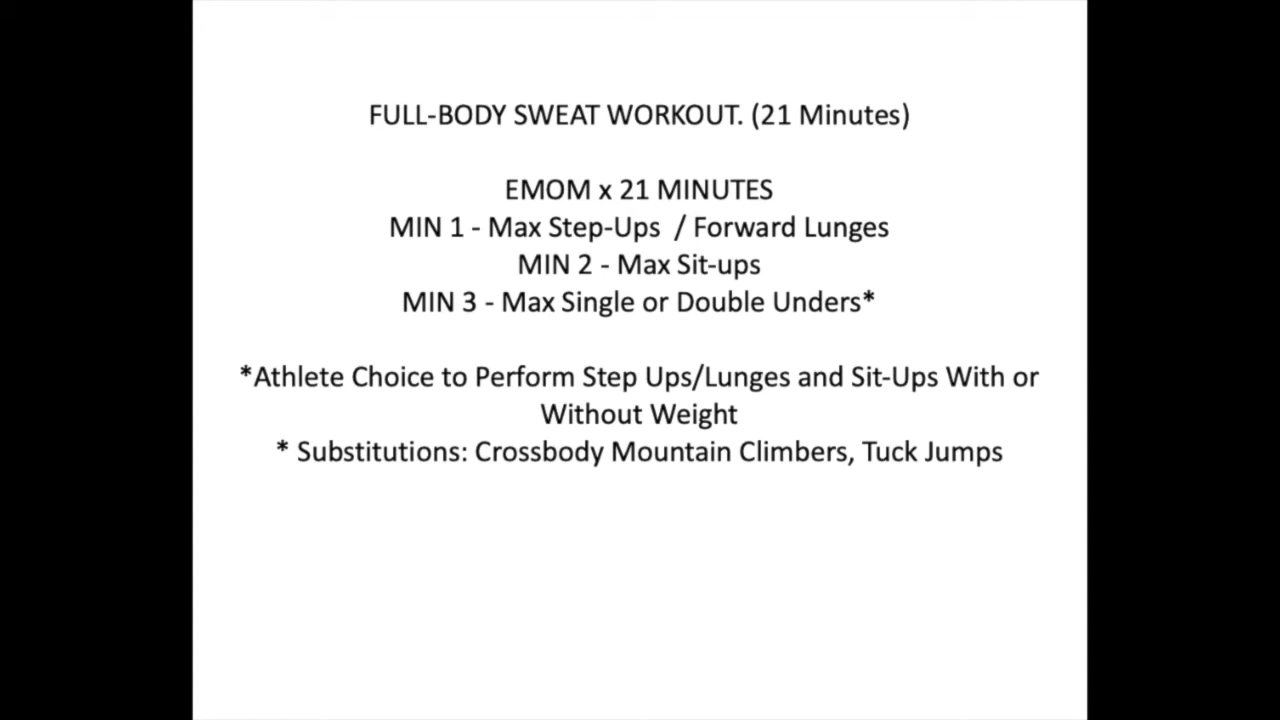 FULL-BODY SWEAT WORKOUT. (21 Minutes)
EMOM x 21 MINUTES
MIN 1 - Max Step-Ups / Forward Lunges
MIN 2 - Max Sit-ups
MIN 3 - Max Single or Double Unders*
*Athlete Choice to Perform Step Ups/Lunges and Sit-Ups With or
Without Weight
* Substitutions: Crossbody Mountain Climbers, Tuck Jumps